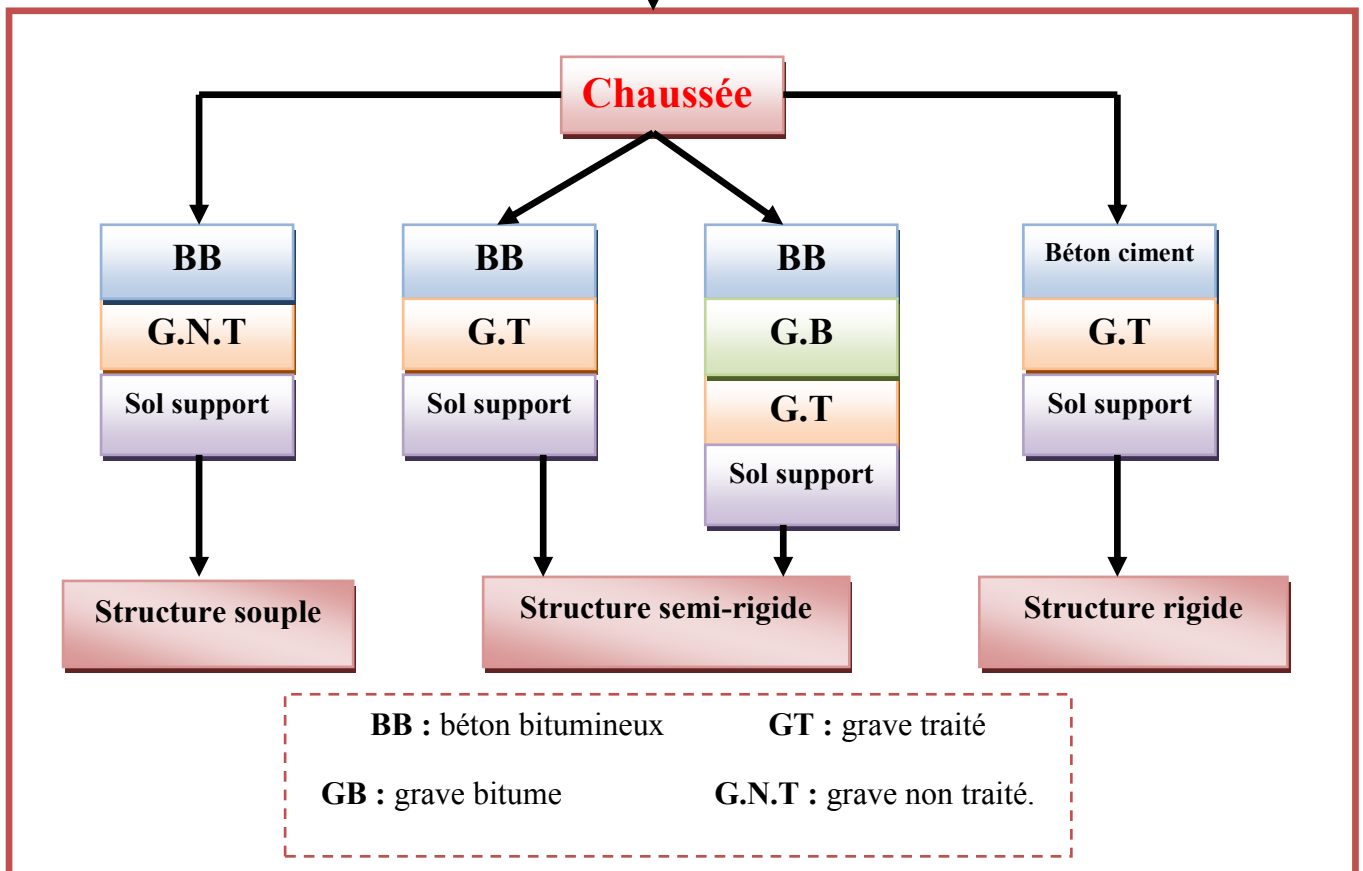 Chaussée
BB
G.N.T
Sol support
BB
G.T
Sol support
BB
G.B
G.T
Sol support
Béton ciment
G.T
Sol support
Structure souple
Structure semi-rigide
Structure rigide
BB : béton bitumineux GT : grave traité
GB : grave bitume G.N.T : grave non traité.